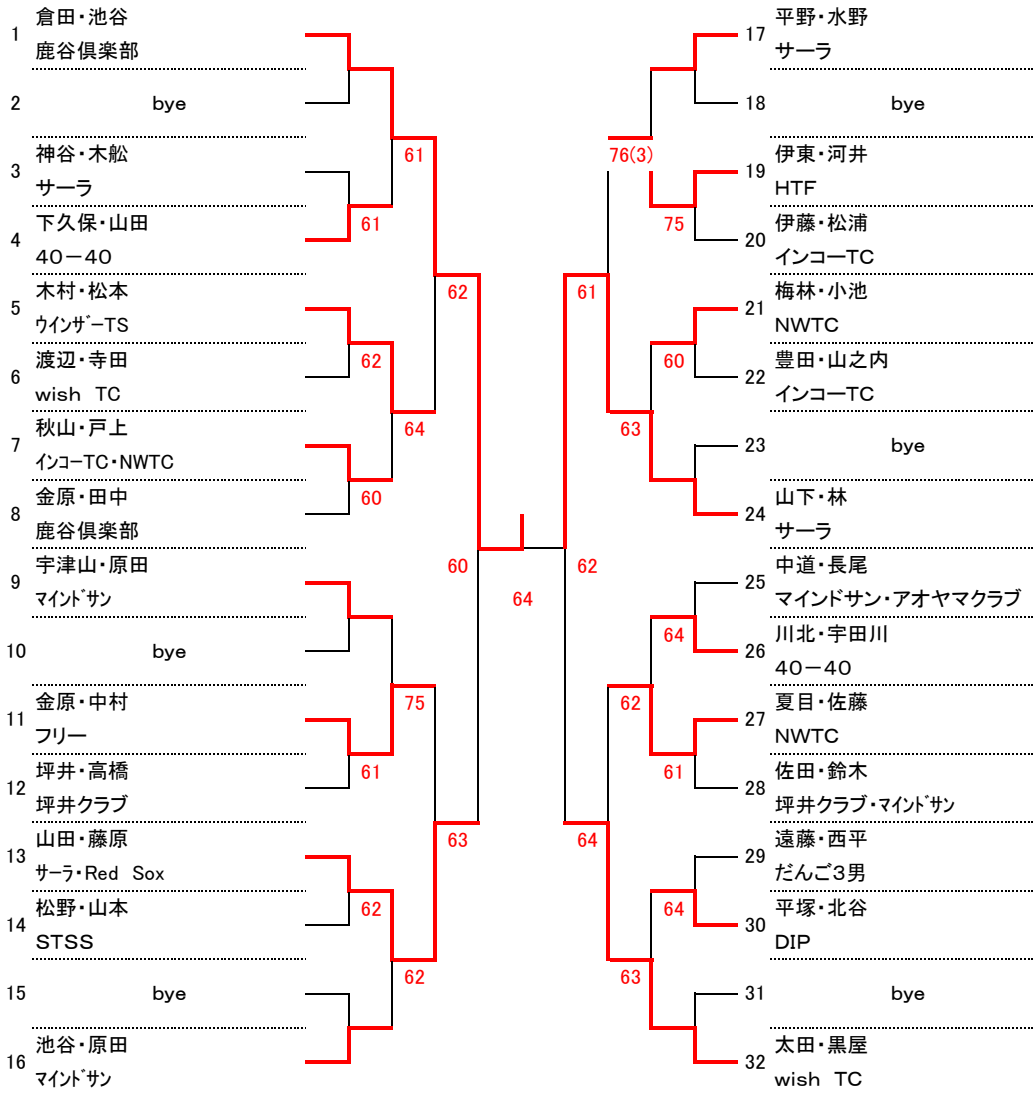 倉田・池谷
1
鹿谷倶楽部
2 bye
神谷・木舩
3
サーラ
61
下久保・山田
4
40－40
61
木村・松本
5
ｳｲﾝｻﾞｰTS
62
渡辺・寺田
6
wish TC
62
秋山・戸上
7
ｲﾝｺｰTC・NWTC
64
金原・田中
8
鹿谷倶楽部
60
宇津山・原田
9
ﾏｲﾝﾄﾞｻﾝ
60
10 bye
金原・中村
11
フリー
75
坪井・高橋
12
坪井クラブ
61
山田・藤原
13
ｻｰﾗ・Red Sox
63
松野・山本
14
STSS
62
15 bye
62
池谷・原田
16
ﾏｲﾝﾄﾞｻﾝ
64
平野・水野
17
サーラ
18 bye
76(3)
伊東・河井
19
HTF
75
伊藤・松浦
20
インコーTC
61
梅林・小池
21
NWTC
60
豊田・山之内
22
インコーTC
63
23 bye
山下・林
24
サーラ
62
中道・長尾
25
マインドサン・アオヤマクラブ
64
川北・宇田川
26
40－40
62
夏目・佐藤
27
NWTC
61
佐田・鈴木
28
坪井クラブ・ﾏｲﾝﾄﾞｻﾝ
64
遠藤・西平
29
だんご3男
64
平塚・北谷
30
DIP
63
31 bye
太田・黒屋
32
wish TC